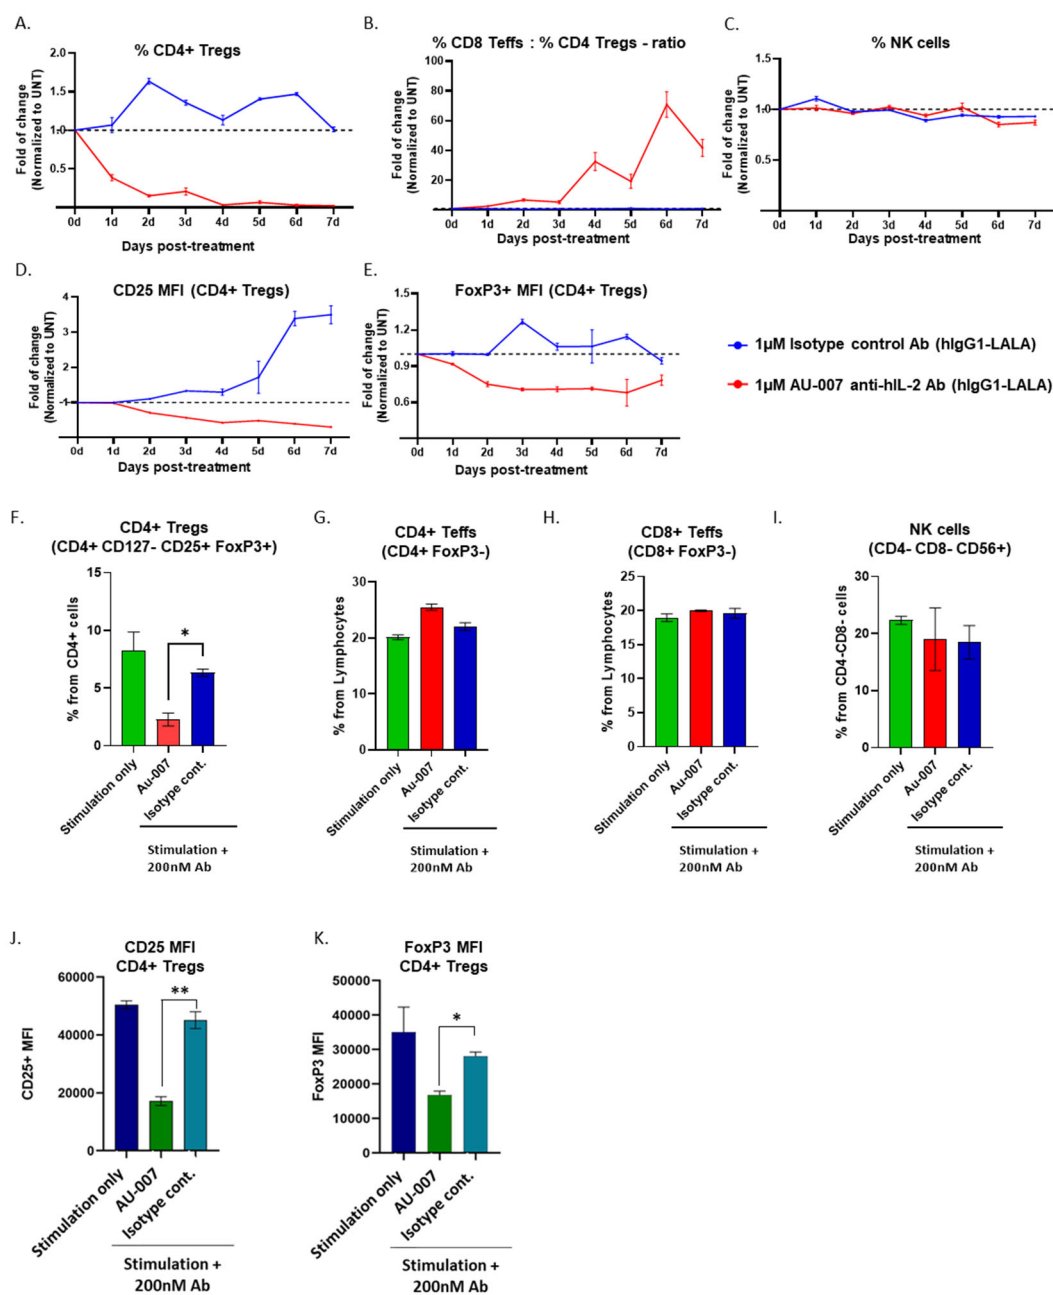 A.
% CD4+ Tregs
Fold of change
(Normalized to UNT)
2.0
1.5
1.0
0.5
0d 1d 2d 3d 4d 5d 6d 7d
Days post-treatment
B.
% CD8 Teffs : % CD4 Tregs - ratio
Fold of change
(Normalized to UNT)
100
80
60
40
20
0d 1d 2d 3d 4d 5d 6d 7d
Days post-treatment
C.
% NK cells
Fold of change
(Normalized to UNT)
1.5
1.0
0.5
0d 1d 2d 3d 4d 5d 6d 7d
Days post-treatment
D.
CD25 MFI (CD4+ Tregs)
Fold of change
(Normalized to UNT)
4
3
2
1
0d 1d 2d 3d 4d 5d 6d 7d
Days post-treatment
E.
FoxP3+ MFI (CD4+ Tregs)
Fold of change
(Normalized to UNT)
1.5
1.2
0.9
0.6
0d 1d 2d 3d 4d 5d 6d 7d
Days post-treatment
1µM Isotype control Ab (hIgG1-LALA)
1µM AU-007 anti-hIL-2 Ab (hIgG1-LALA)
F.
CD4+ Tregs
(CD4+ CD127- CD25+ FoxP3+)
% from CD4+ cells
15
10
5
0
*
Stimulation only
Au-007
Isotype cont.
Stimulation +
200nM Ab
G.
CD4+ Teffs
(CD4+ FoxP3-)
% from Lymphocytes
30
20
10
0
Stimulation only
Au-007
Isotype cont.
Stimulation +
200nM Ab
H.
CD8+ Teffs
(CD8+ FoxP3-)
% from Lymphocytes
25
20
15
10
5
0
Stimulation only
Au-007
Isotype cont.
Stimulation +
200nM Ab
I.
NK cells
(CD4- CD8- CD56+)
% from CD4-CD8- cells
30
20
10
0
Stimulation only
Au-007
Isotype cont.
Stimulation +
200nM Ab
J.
CD25 MFI
CD4+ Tregs
CD25+ MFI
60000
40000
20000
0
**
Stimulation only
AU-007
Isotype cont.
Stimulation +
200nM Ab
K.
FoxP3 MFI
CD4+ Tregs
FoxP3 MFI
50000
40000
30000
20000
10000
0
*
Stimulation only
AU-007
Isotype cont.
Stimulation +
200nM Ab